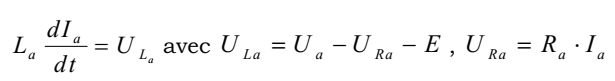 L_a dI_a/dt = U_{L_a} avec U_{La} = U_a − U_{Ra} − E , U_{Ra} = R_a · I_a